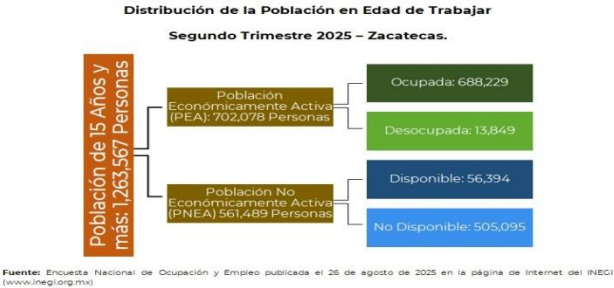 Distribución de la Población en Edad de Trabajar
Segundo Trimestre 2025 – Zacatecas.
Población de 15 Años y
más: 1,263,567 Personas
Población
Económicamente Activa
(PEA): 702,078 Personas
Ocupada: 688,229
Desocupada: 13,849
Población No
Económicamente Activa
(PNEA) 561,489 Personas
Disponible: 56,394
No Disponible: 505,095
Fuente: Encuesta Nacional de Ocupación y Empleo publicada el 26 de agosto de 2025 en la página de Internet del INEGI
(www.inegi.org.mx)